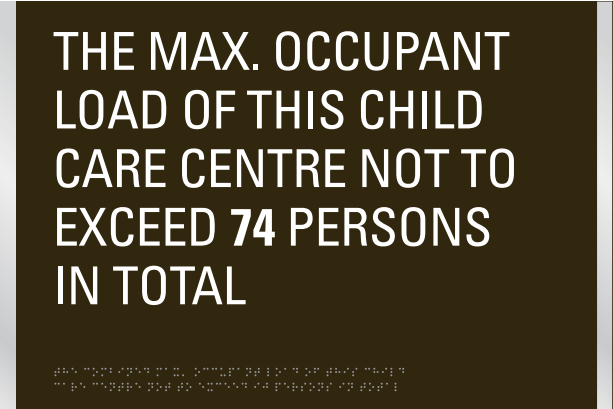 THE MAX. OCCUPANT
LOAD OF THIS CHILD
CARE CENTRE NOT TO
EXCEED 74 PERSONS
IN TOTAL